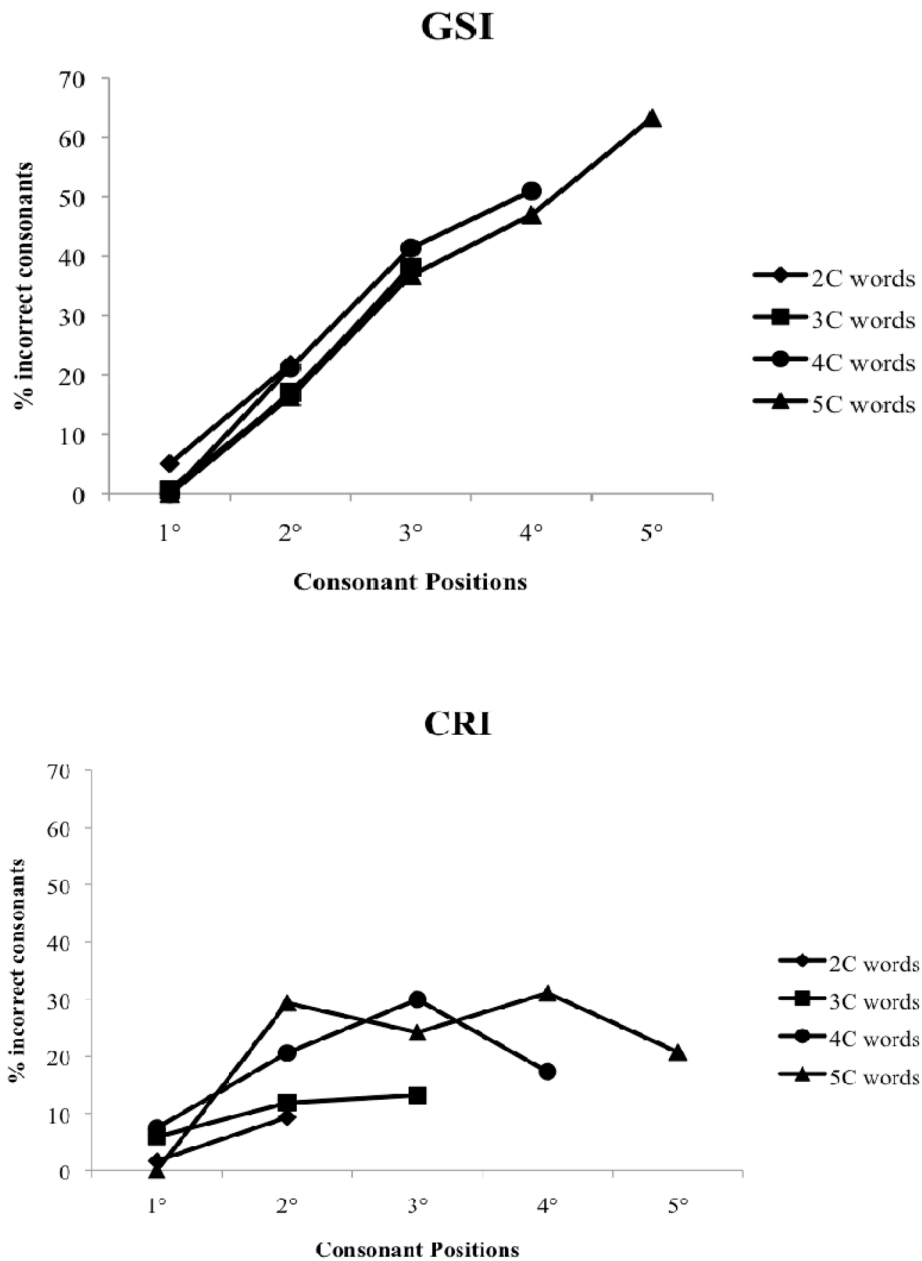 GSI
70
60
50
40
30
20
10
0
% incorrect consonants
1° 2° 3° 4° 5°
Consonant Positions
2C words
3C words
4C words
5C words
CRI
70
60
50
40
30
20
10
0
% incorrect consonants
1° 2° 3° 4° 5°
Consonant Positions
2C words
3C words
4C words
5C words